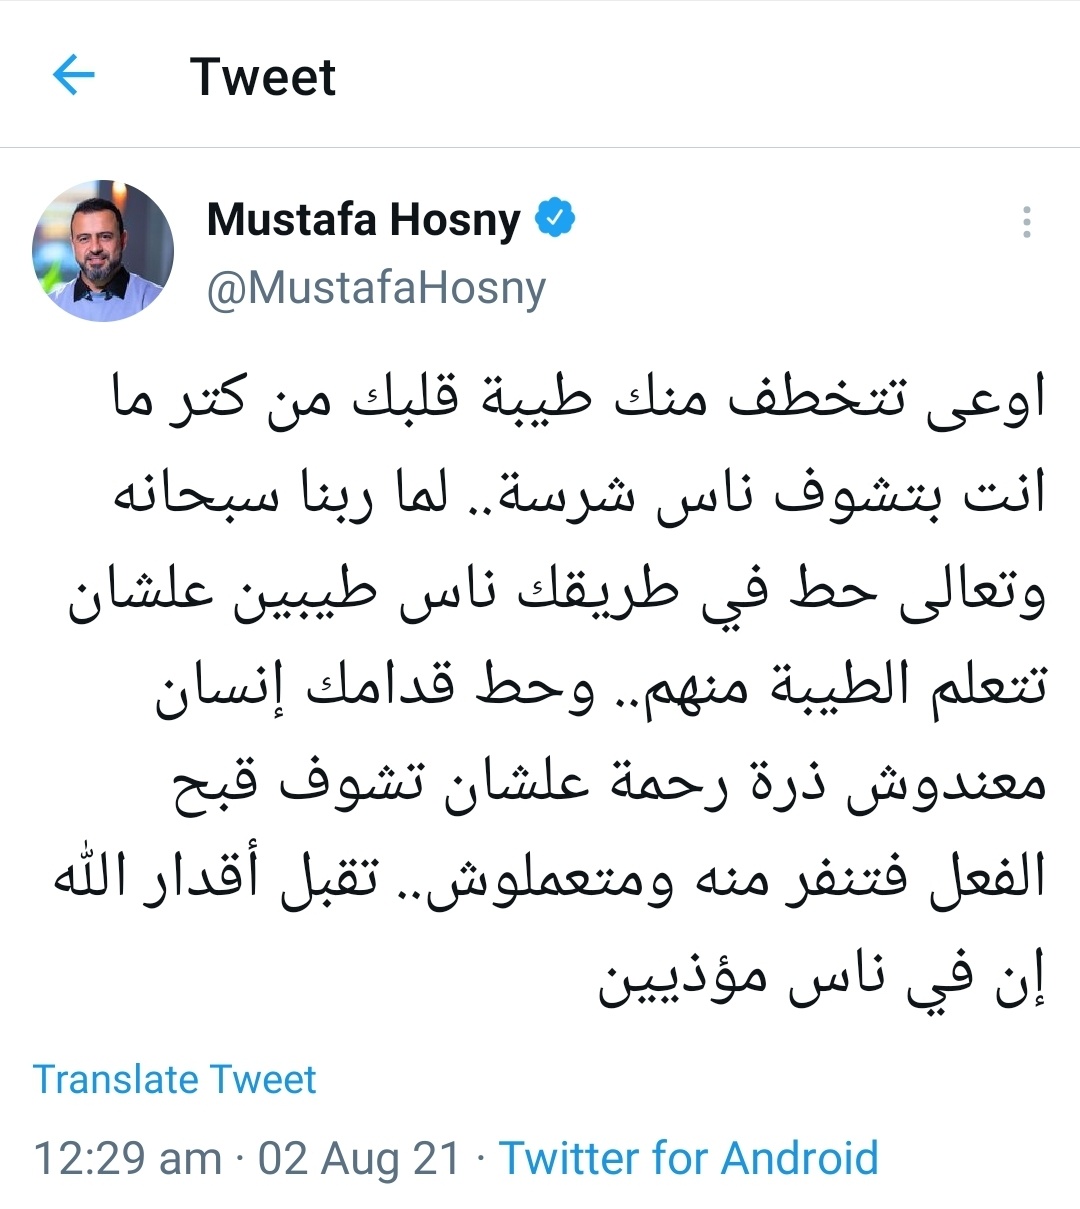 Tweet
Mustafa Hosny
@MustafaHosny
اوعى تتخطف منك طيبة قلبك من كتر ما
انت بتشوف ناس شرسة.. لما ربنا سبحانه
وتعالى حط في طريقك ناس طيبين علشان
تتعلم الطيبة منهم.. وحط قدامك إنسان
معندوش ذرة رحمة علشان تشوف قبح
الفعل فتنفر منه ومتعملوش.. تقبل أقدار الله
إن في ناس مؤذيين
Translate Tweet
12:29 am · 02 Aug 21 · Twitter for Android